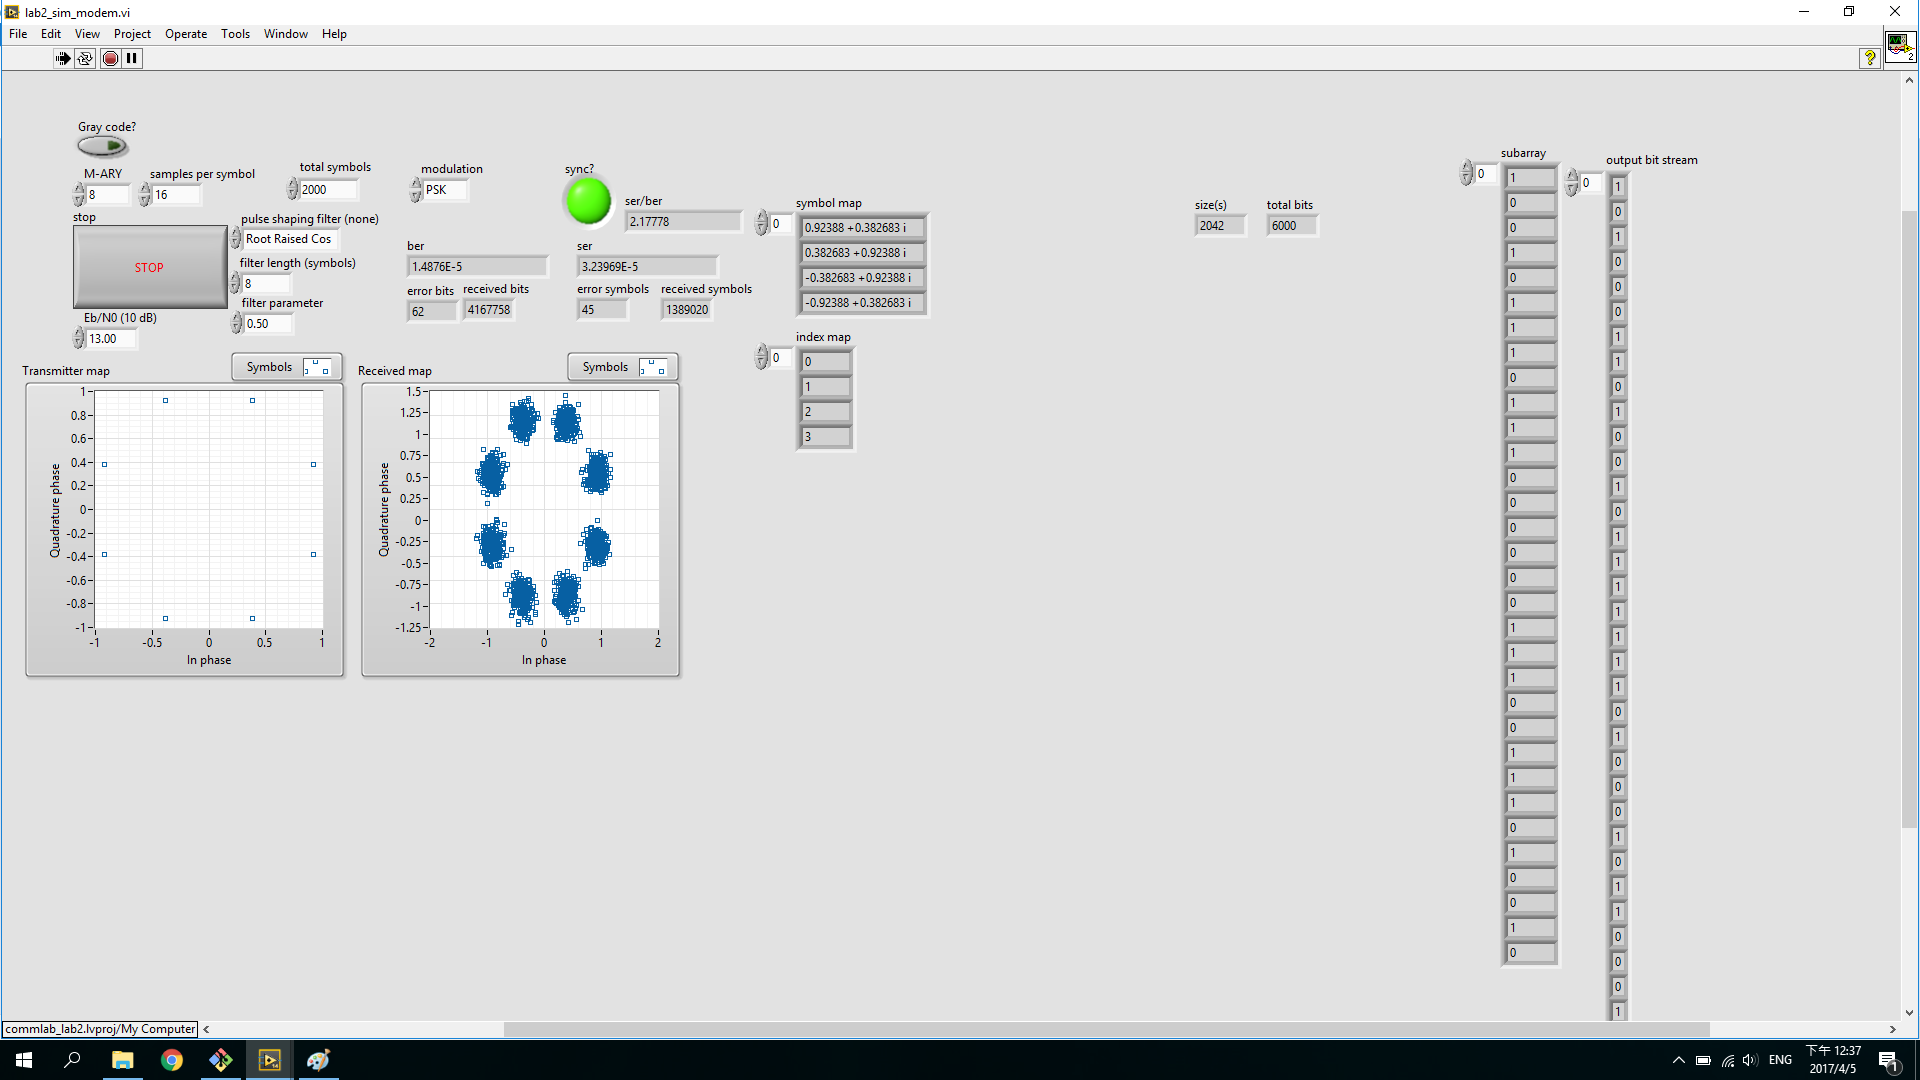 lab2_sim_modem.vi
File Edit View Project Operate Tools Window Help
2
Gray code?
M-ARY
8
samples per symbol
16
total symbols
2000
modulation
PSK
sync?
ser/ber
2.17778
stop
STOP
pulse shaping filter (none)
Root Raised Cos
filter length (symbols)
8
filter parameter
0.50
Eb/N0 (10 dB)
13.00
ber
1.4876E-5
ser
3.23969E-5
error bits
62
received bits
4167758
error symbols
45
received symbols
1389020
symbol map
0
0.92388 +0.382683 i
0.382683 +0.92388 i
-0.382683 +0.92388 i
-0.92388 +0.382683 i
index map
0
0
1
2
3
size(s)
2042
total bits
6000
Transmitter map
Symbols
Quadrature phase
1
0.8
0.6
0.4
0.2
0
-0.2
-0.4
-0.6
-0.8
-1
-1 -0.5 0 0.5 1
In phase
Received map
Symbols
Quadrature phase
1.5
1.25
1
0.75
0.5
0.25
0
-0.25
-0.5
-0.75
-1
-1.25
-2 -1 0 1 2
In phase
subarray
0
1
0
0
1
0
1
1
1
0
1
1
1
0
0
0
0
0
0
1
1
1
0
0
1
1
1
0
1
0
0
1
0
output bit stream
0
1
0
1
0
0
0
1
1
0
1
0
0
1
0
1
1
1
1
1
1
1
0
1
0
0
0
1
0
1
1
0
0
0
1
commlab_lab2.lvproj/My Computer
ENG
下午 12:37
2017/4/5
1